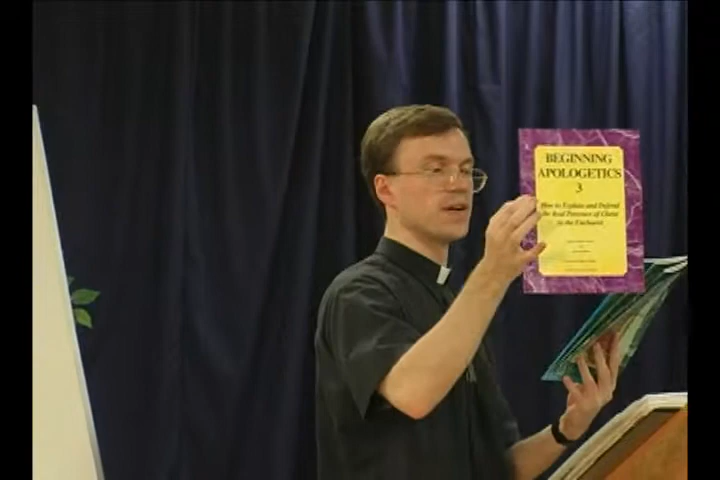 BEGINNING
APOLOGETICS
3
How to Explain and Defend
the Real Presence of Christ
in the Eucharist